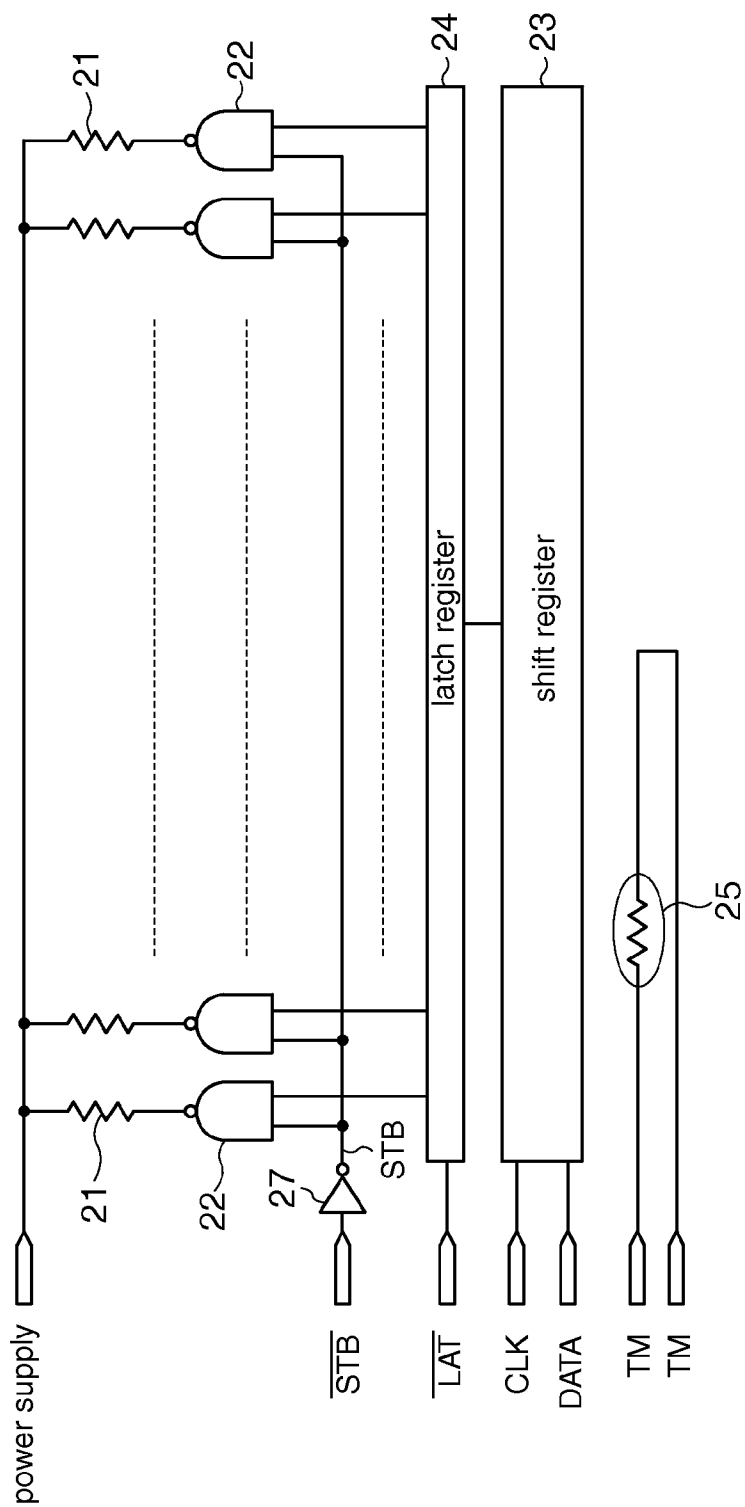 power supply
21
21
22
22
27
STB
STB
24
latch register
LAT
23
shift register
CLK
DATA
TM
TM
25